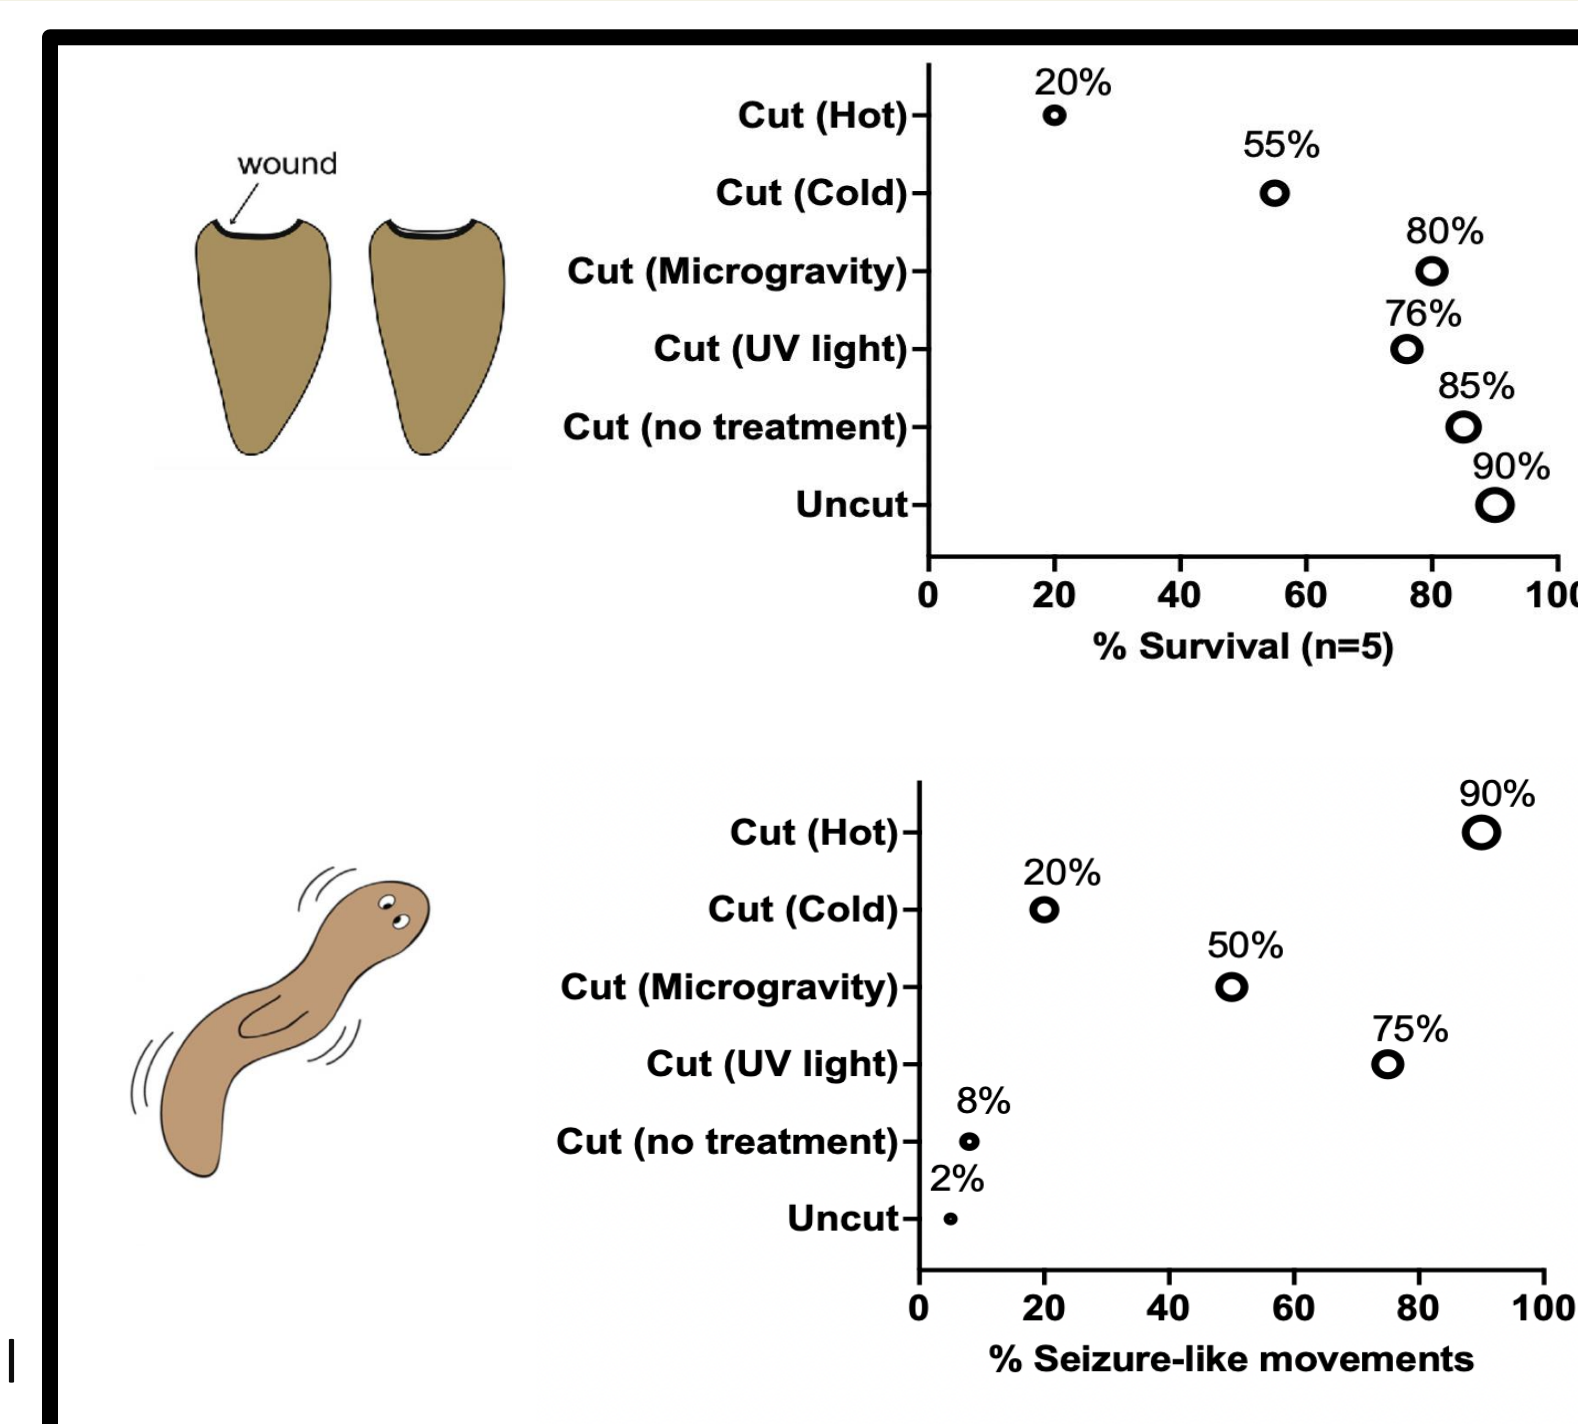 wound
20%
Cut (Hot)
55%
Cut (Cold)
80%
Cut (Microgravity)
76%
Cut (UV light)
85%
Cut (no treatment)
90%
Uncut
0 20 40 60 80 100
% Survival (n=5)
90%
Cut (Hot)
20%
Cut (Cold)
50%
Cut (Microgravity)
75%
Cut (UV light)
8%
Cut (no treatment)
2%
Uncut
0 20 40 60 80 100
% Seizure-like movements